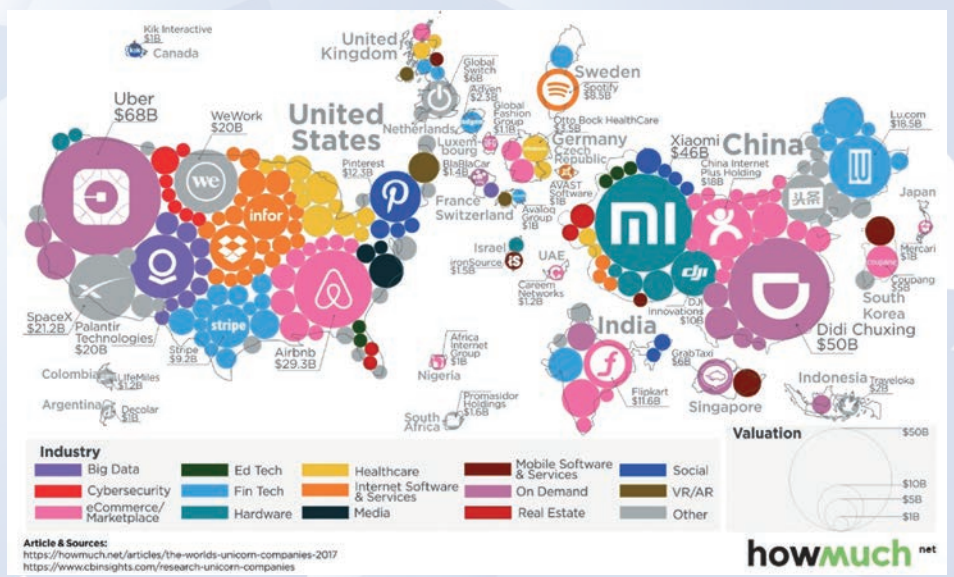 Kik Interactive
$1B
kik
Canada
United
Kingdom
Global
Switch
$6B
Adyen
$2.3B
Netherlands
Global
Fashion
Group
$1.1B
Luxem-
bourg
BlaBlaCar
$1.4B
France
Switzerland
Avaloq
Group
$1B
Sweden
Spotify
$8.5B
Otto Bock HealthCare
$3.5B
Germany
Czech
Republic
AVAST
Software
$1B
Uber
$68B
WeWork
$20B
we
United
States
Pinterest
$12.3B
infor
SpaceX
$21.2B
Palantir
Technologies
$20B
Stripe
$9.2B
stripe
Airbnb
$29.3B
Israel
ironSource
$1.5B
iS
UAE
Careem
Networks
$1.2B
Xiaomi
$46B
China
China Internet
Plus Holding
$18B
Lu.com
$18.5B
LU
头条
MI
dji
DJI
Innovations
$10B
Didi Chuxing
$50B
Japan
Mercari
$1B
coupang
Coupang
$5B
South
Korea
India
Flipkart
$11.6B
GrabTaxi
$6B
Singapore
Indonesia
Traveloka
$2B
Colombia
LifeMiles
$1.2B
Argentina
Decolar
$1B
Africa
Internet
Group
$1B
Nigeria
Promasidor
Holdings
$1.6B
South
Africa
Industry
Big Data
Cybersecurity
eCommerce/
Marketplace
Ed Tech
Fin Tech
Hardware
Healthcare
Internet Software
& Services
Media
Mobile Software
& Services
On Demand
Real Estate
Social
VR/AR
Other
Valuation
$50B
$10B
$5B
$1B
Article & Sources:
https://howmuch.net/articles/the-worlds-unicorn-companies-2017
https://www.cbinsights.com/research-unicorn-companies
howmuch net